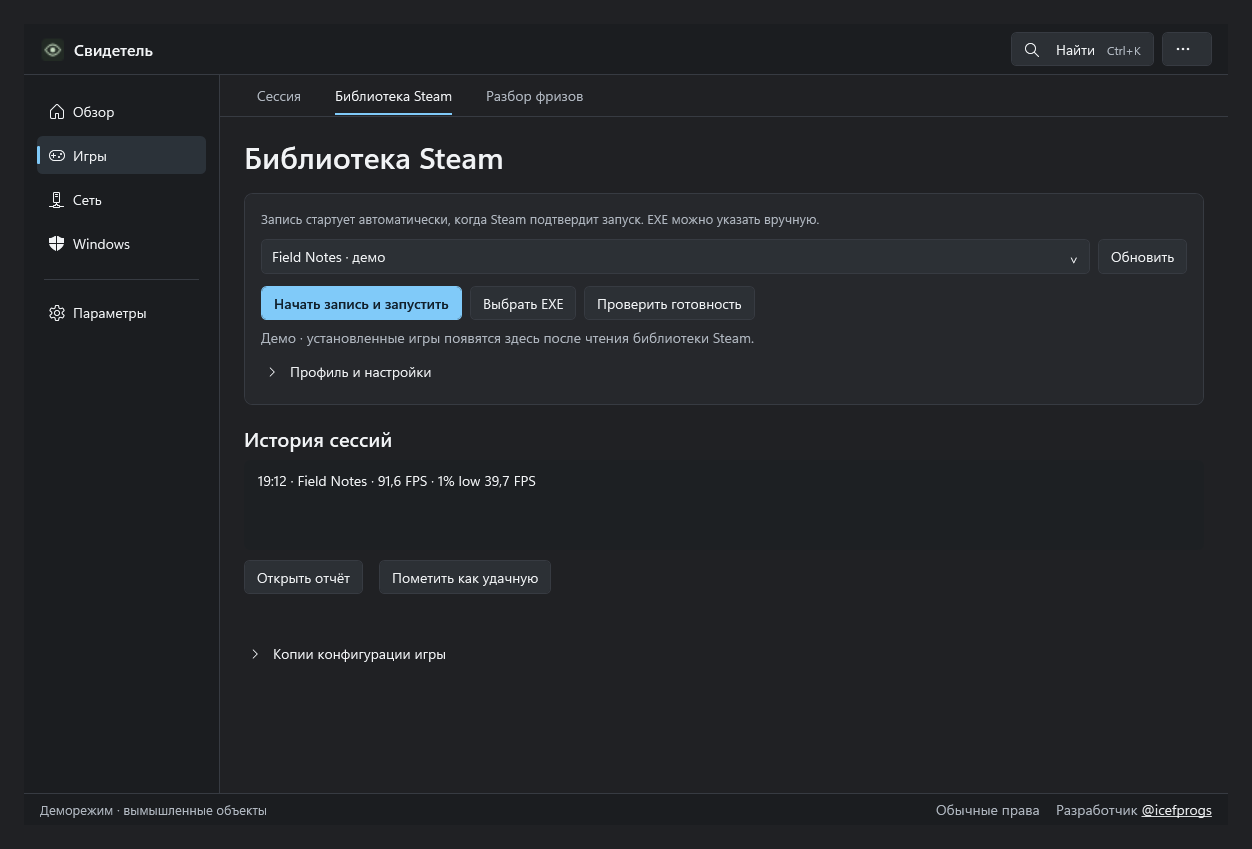 Свидетель
Найти Ctrl+K
...
Обзор
Игры
Сеть
Windows
Параметры
Сессия Библиотека Steam Разбор фризов
Библиотека Steam
Запись стартует автоматически, когда Steam подтвердит запуск. EXE можно указать вручную.
Field Notes · демо
Обновить
Начать запись и запустить Выбрать EXE Проверить готовность
Демо · установленные игры появятся здесь после чтения библиотеки Steam.
Профиль и настройки
История сессий
19:12 · Field Notes · 91,6 FPS · 1% low 39,7 FPS
Открыть отчёт Пометить как удачную
Копии конфигурации игры
Деморежим · вымышленные объекты
Обычные права Разработчик @icefprogs